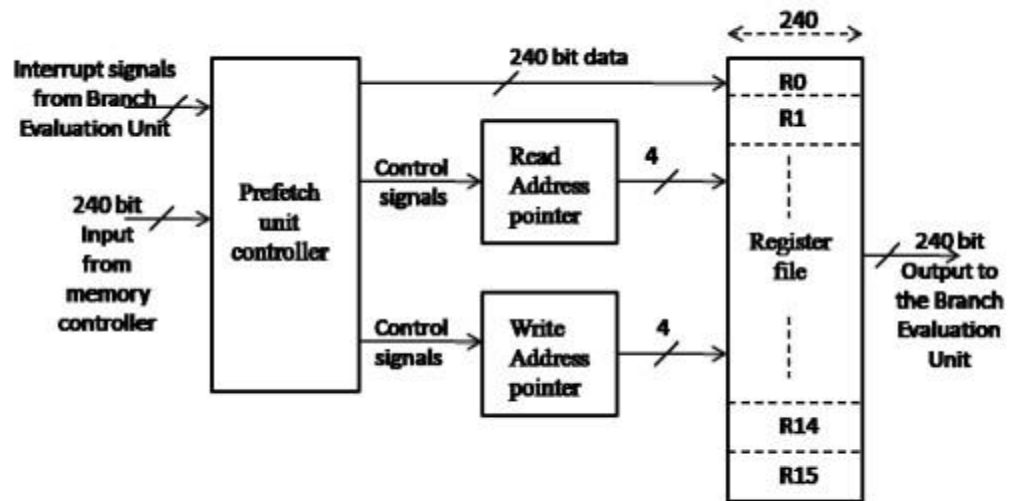 Interrupt signals
from Branch
Evaluation Unit
240 bit
Input
from
memory
controller
Prefetch
unit
controller
240 bit data
Control
signals
Read
Address
pointer
4
Control
signals
Write
Address
pointer
4
240
R0
R1
Register
file
R14
R15
240 bit
Output to
the Branch
Evaluation
Unit